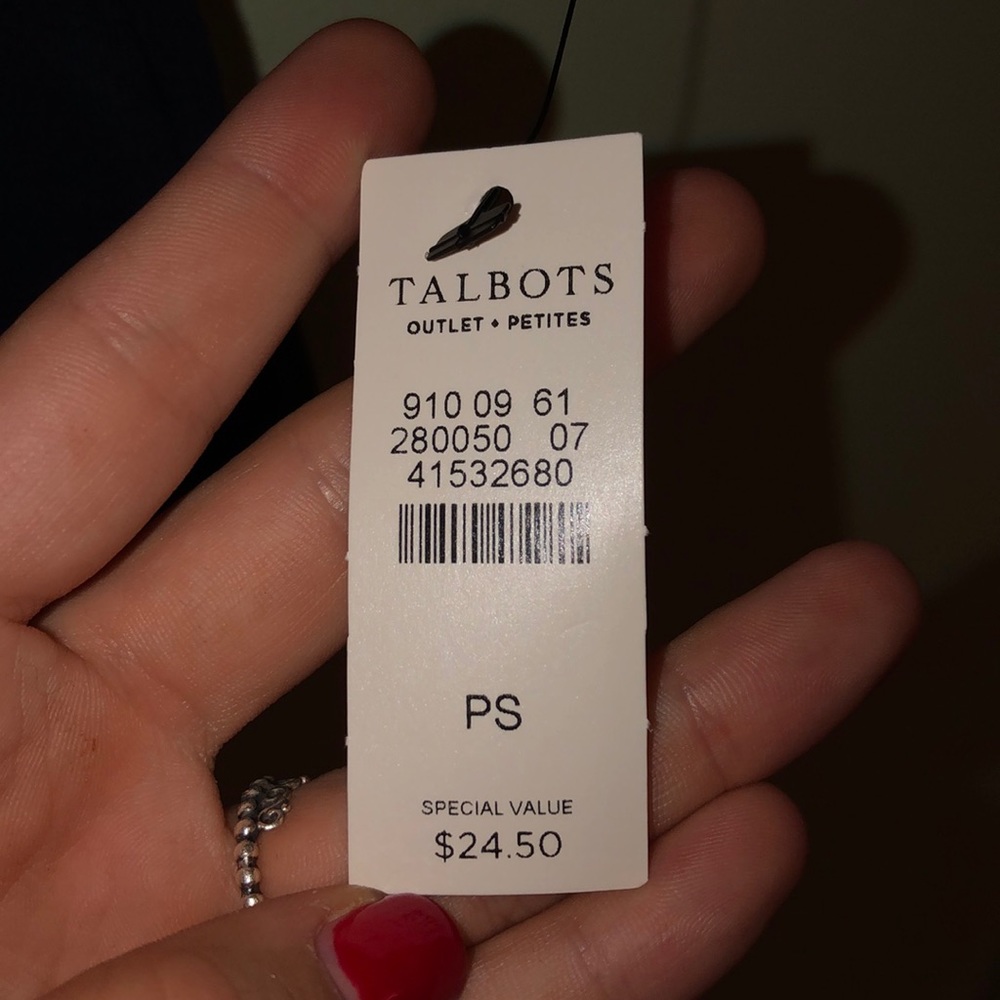 TALBOTS
OUTLET • PETITES
910 09 61
280050 07
41532680
PS
SPECIAL VALUE
$24.50